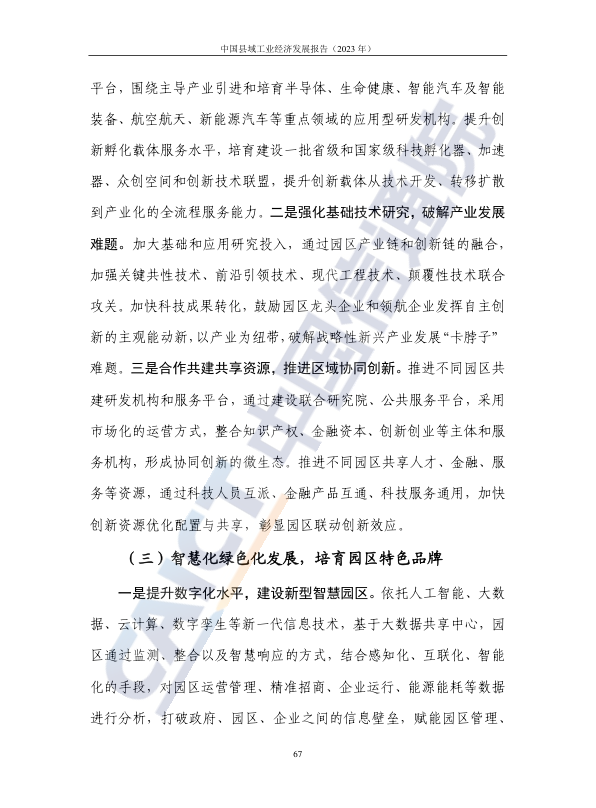 中国县域工业经济发展报告（2023 年）
平台，围绕主导产业引进和培育半导体、生命健康、智能汽车及智能
装备、航空航天、新能源汽车等重点领域的应用型研发机构。提升创
新孵化载体服务水平，培育建设一批省级和国家级科技孵化器、加速
器、众创空间和创新技术联盟，提升创新载体从技术开发、转移扩散
到产业化的全流程服务能力。二是强化基础技术研究，破解产业发展
难题。加大基础和应用研究投入，通过园区产业链和创新链的融合，
加强关键共性技术、前沿引领技术、现代工程技术、颠覆性技术联合
攻关。加快科技成果转化，鼓励园区龙头企业和领航企业发挥自主创
新的主观能动新，以产业为纽带，破解战略性新兴产业发展“卡脖子”
难题。三是合作共建共享资源，推进区域协同创新。推进不同园区共
建研发机构和服务平台，通过建设联合研究院、公共服务平台，采用
市场化的运营方式，整合知识产权、金融资本、创新创业等主体和服
务机构，形成协同创新的微生态。推进不同园区共享人才、金融、服
务等资源，通过科技人员互派、金融产品互通、科技服务通用，加快
创新资源优化配置与共享，彰显园区联动创新效应。
（三）智慧化绿色化发展，培育园区特色品牌
一是提升数字化水平，建设新型智慧园区。依托人工智能、大数
据、云计算、数字孪生等新一代信息技术，基于大数据共享中心，园
区通过监测、整合以及智慧响应的方式，结合感知化、互联化、智能
化的手段，对园区运营管理、精准招商、企业运行、能源能耗等数据
进行分析，打破政府、园区、企业之间的信息壁垒，赋能园区管理、
67
CAICT 中国信通院